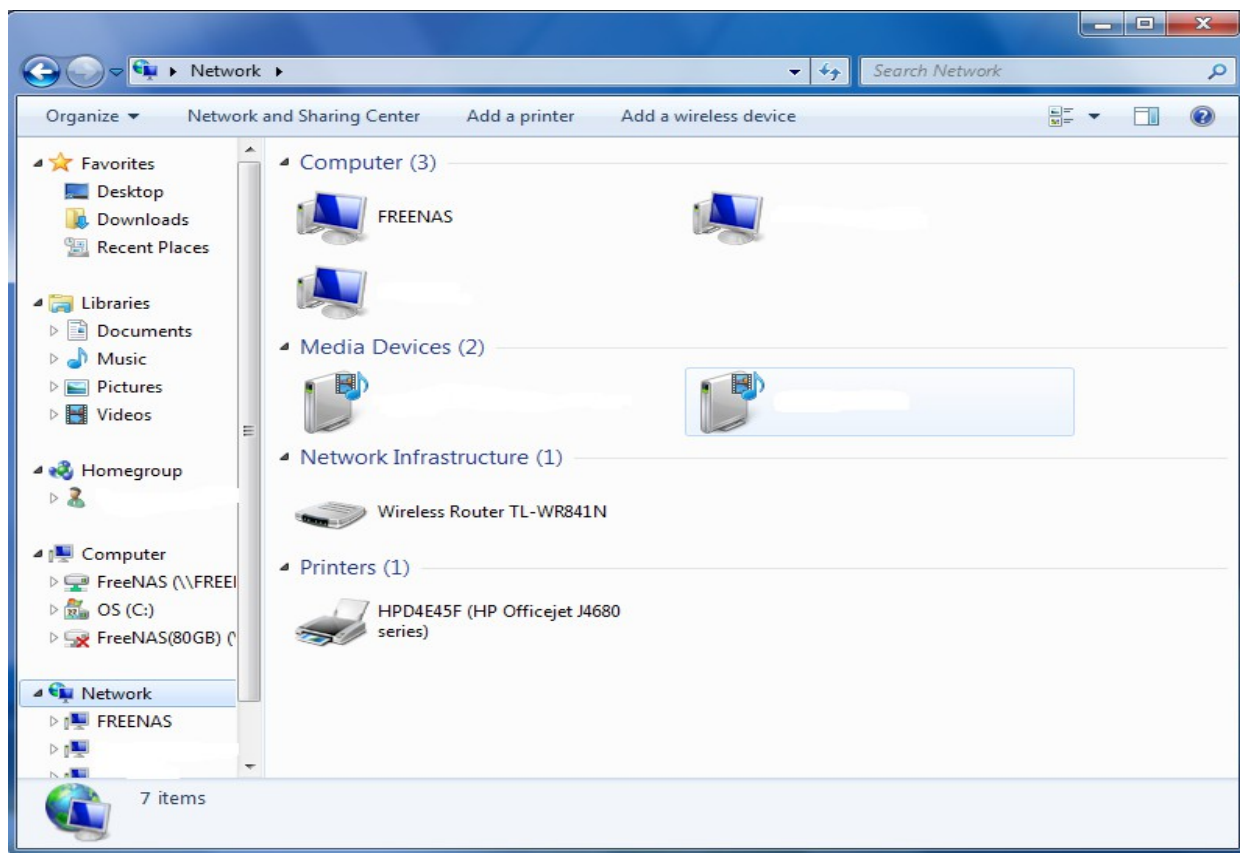 Network
Search Network
Organize Network and Sharing Center Add a printer Add a wireless device
Favorites
Desktop
Downloads
Recent Places
Libraries
Documents
Music
Pictures
Videos
Homegroup
Computer
FreeNAS (\\FREE
OS (C:)
FreeNAS(80GB) (
Network
FREENAS
Computer (3)
FREENAS
Media Devices (2)
Network Infrastructure (1)
Wireless Router TL-WR841N
Printers (1)
HPD4E45F (HP Officejet J4680
series)
7 items